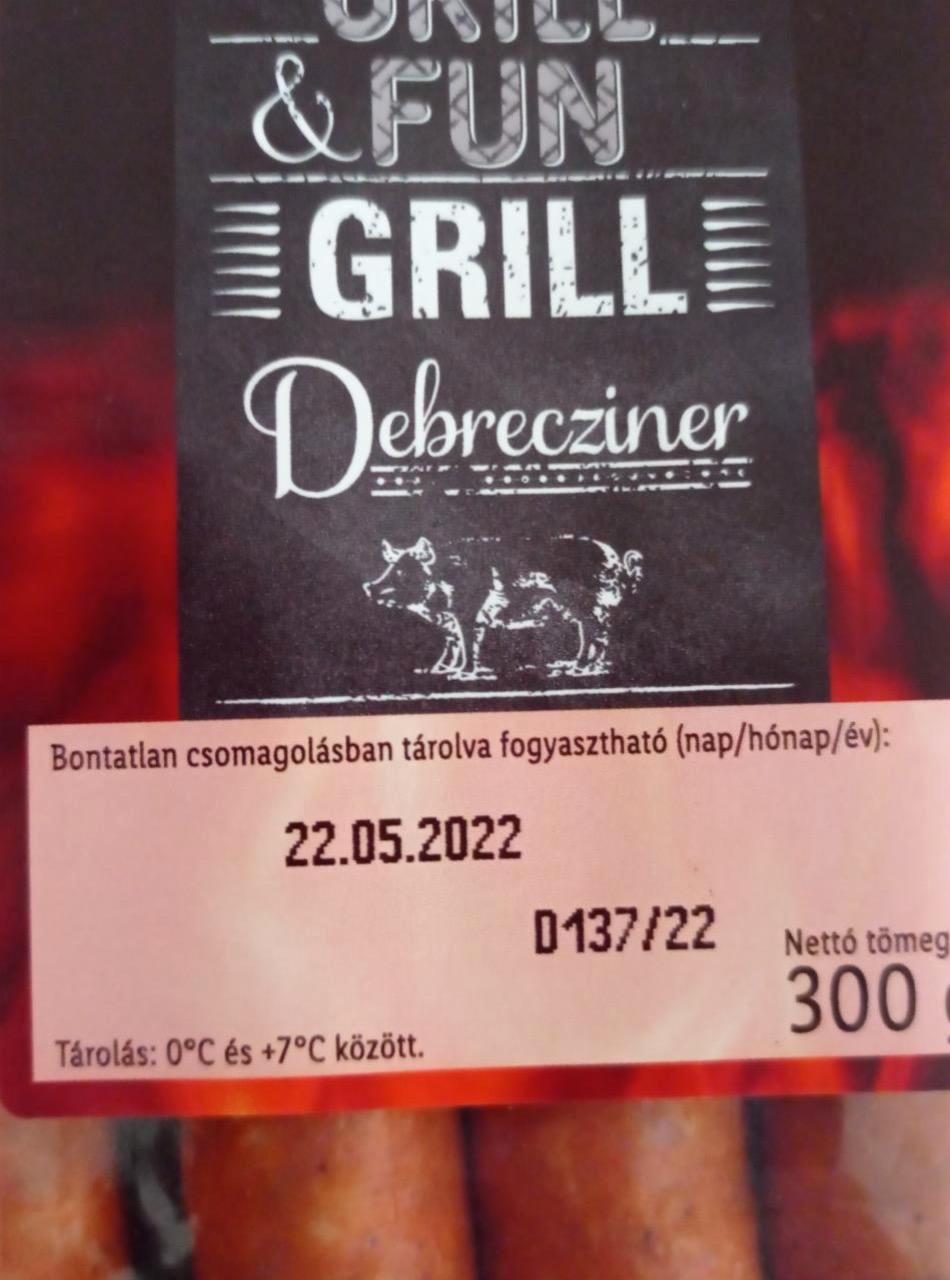 GRILL
& FUN
GRILL
Debrecziner
Bontatlan csomagolásban tárolva fogyasztható (nap/hónap/év):
22.05.2022
D137/22
Nettó tömeg
300 g
Tárolás: 0°C és +7°C között.